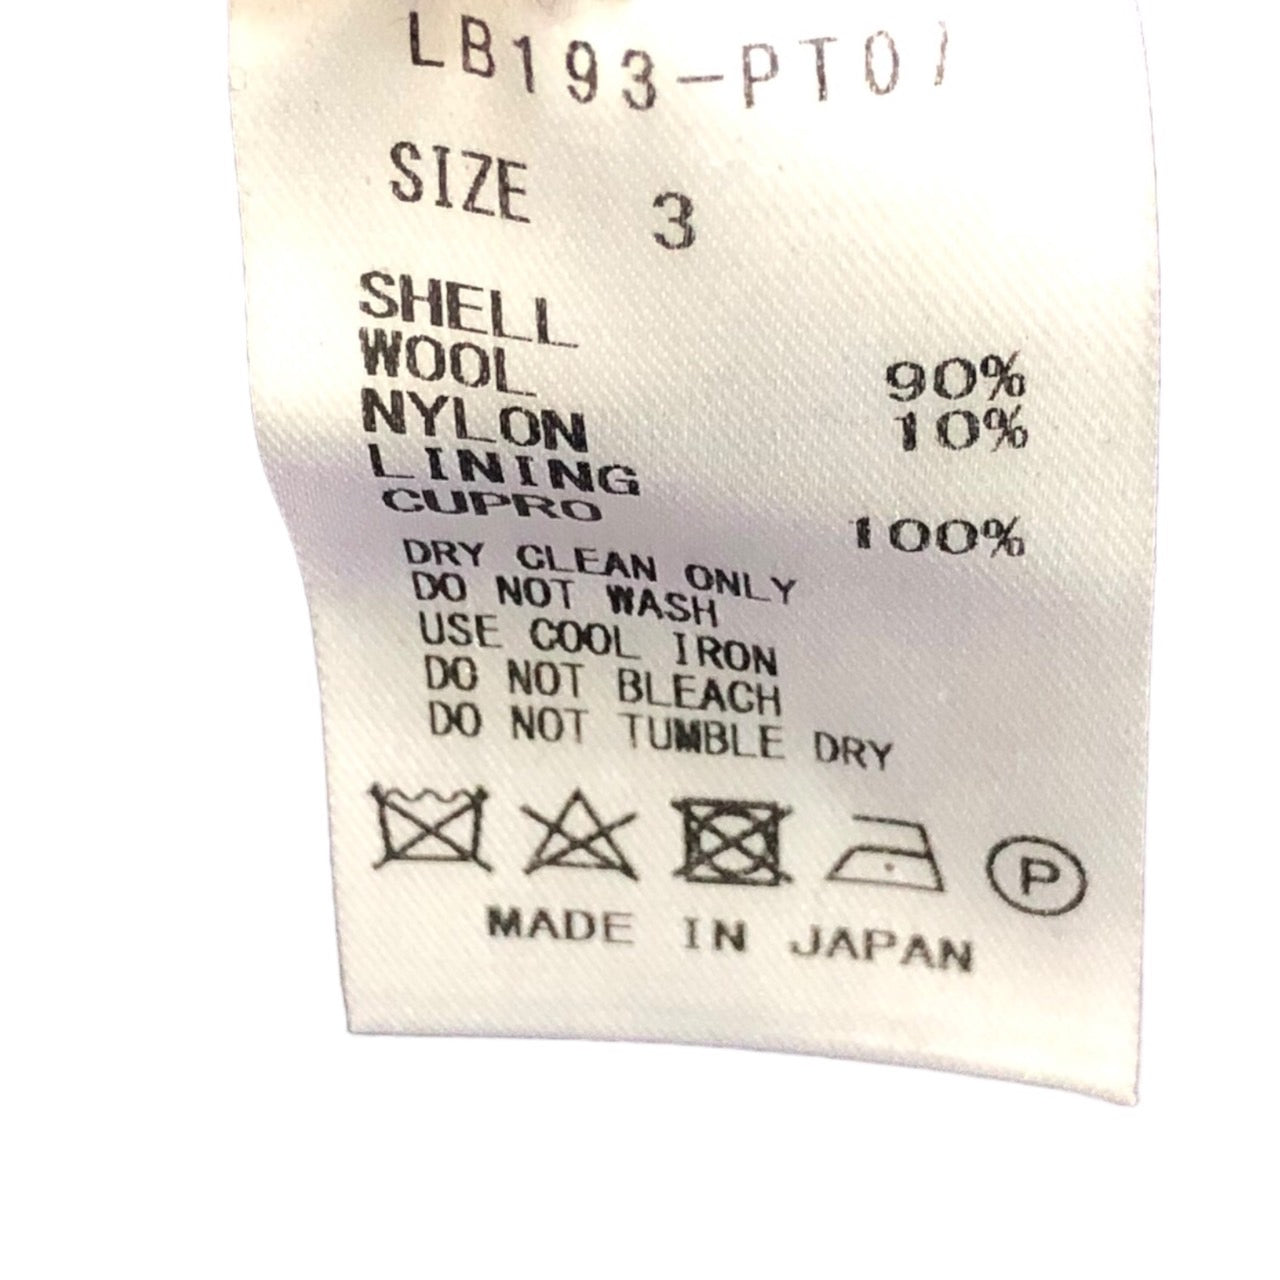 LB193-PT07
SIZE 3
SHELL
WOOL 90%
NYLON 10%
LINING
CUPRO 100%
DRY CLEAN ONLY
DO NOT WASH
USE COOL IRON
DO NOT BLEACH
DO NOT TUMBLE DRY
P
MADE IN JAPAN